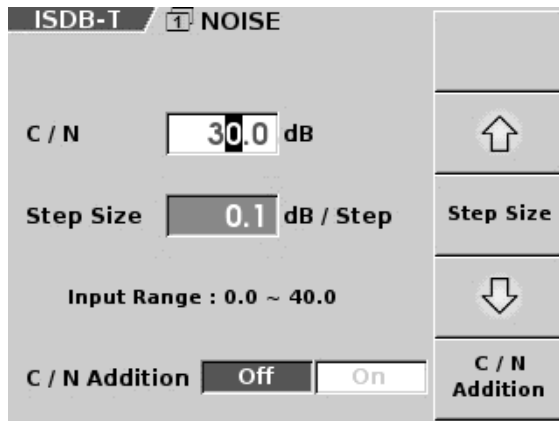 ISDB-T 1 NOISE
C / N 30.0 dB
Step Size 0.1 dB / Step
Input Range : 0.0 ~ 40.0
C / N Addition Off On
Step Size
C / N
Addition